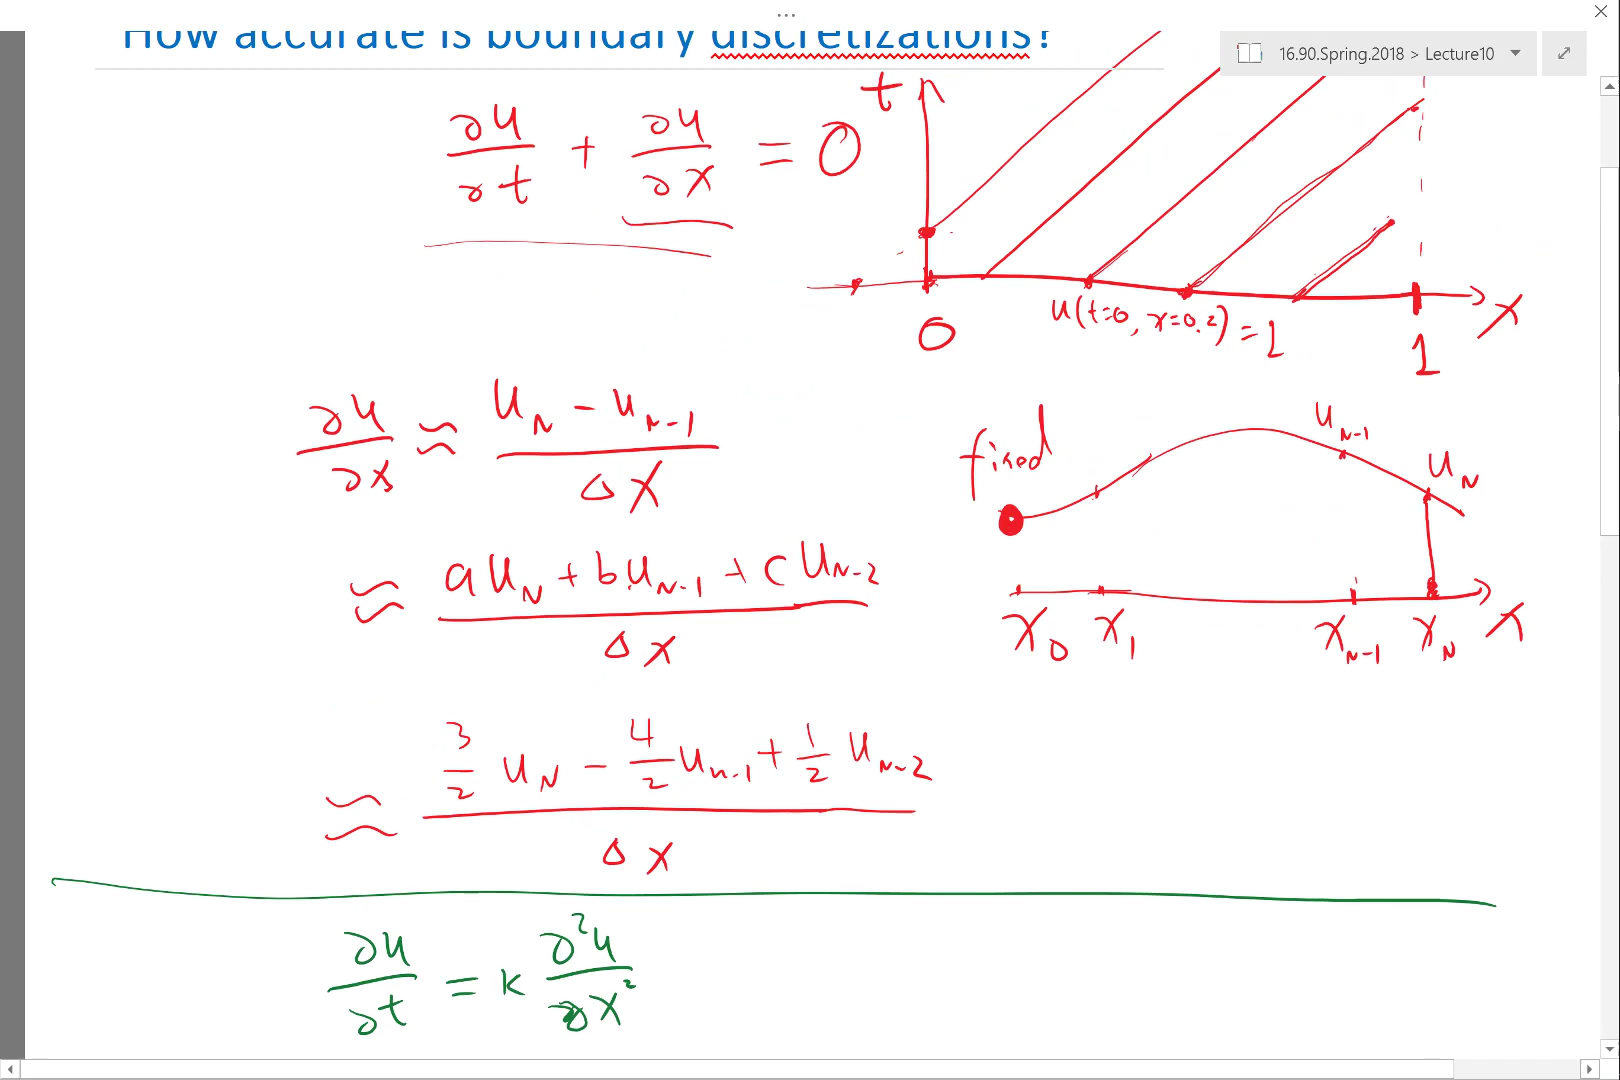 How accurate is boundary discretizations?
16.90.Spring.2018 > Lecture10
∂u/∂t + ∂u/∂x = 0
t
x
0
1
u(t=0, x=0.2) = 1
∂u/∂x ≈ (u_N - u_{N-1})/Δx
fixed
u_{N-1}
u_N
≈ (a u_N + b u_{N-1} + c u_{N-2})/Δx
x_0 x_1 x_{N-1} x_N x
≈ (3/2 u_N - 4/2 u_{N-1} + 1/2 u_{N-2})/Δx
∂u/∂t = k ∂²u/∂x²